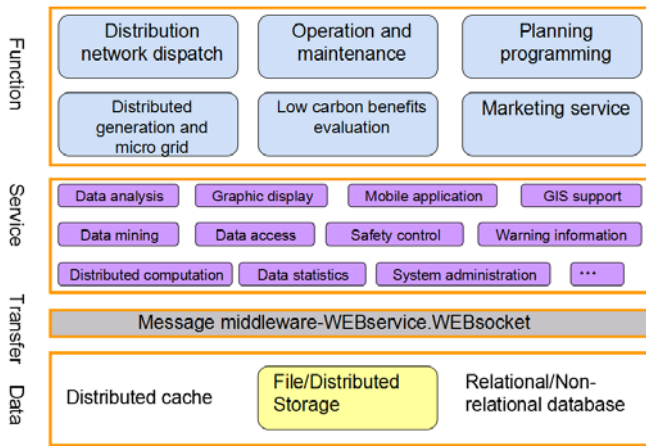 Function
Distribution
network dispatch
Operation and
maintenance
Planning
programming
Distributed
generation and
micro grid
Low carbon benefits
evaluation
Marketing service
Service
Data analysis
Graphic display
Mobile application
GIS support
Data mining
Data access
Safety control
Warning information
Distributed computation
Data statistics
System administration
...
Transfer
Message middleware-WEBservice.WEBsocket
Data
Distributed cache
File/Distributed
Storage
Relational/Non-
relational database